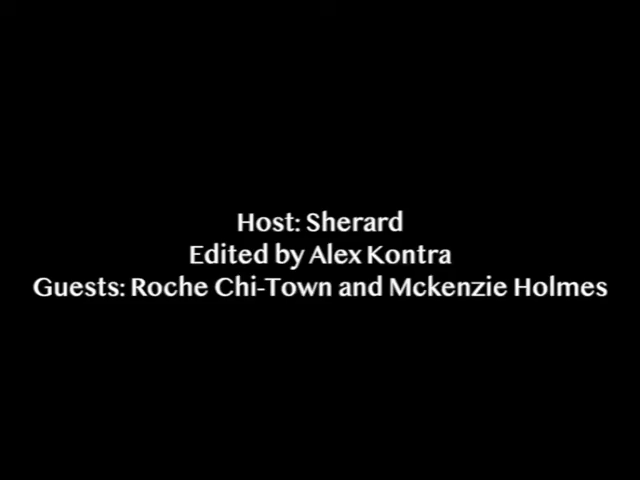 Host: Sherard
Edited by Alex Kontra
Guests: Roche Chi-Town and Mckenzie Holmes